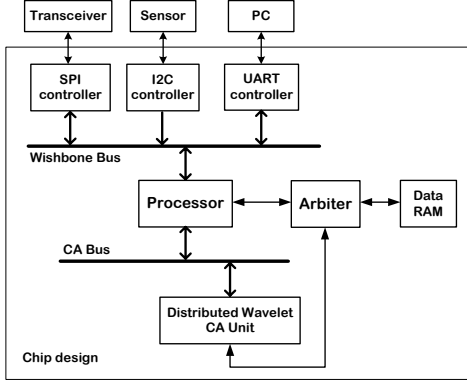 Transceiver
Sensor
PC
SPI
controller
I2C
controller
UART
controller
Wishbone Bus
Processor
Arbiter
Data
RAM
CA Bus
Distributed Wavelet
CA Unit
Chip design